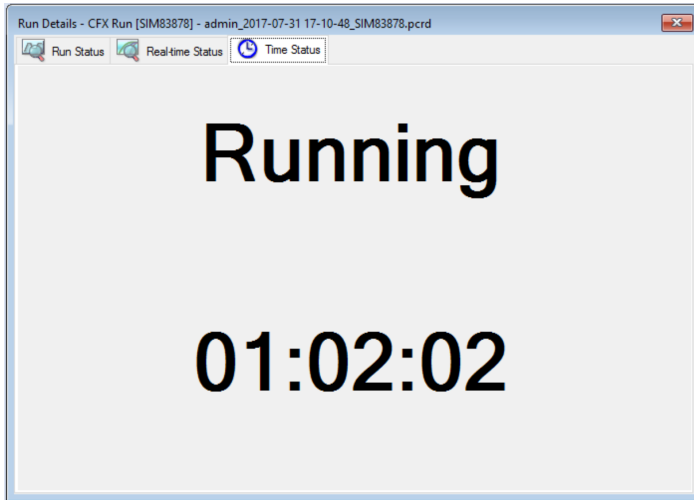 Run Details - CFX Run [SIM83878] - admin_2017-07-31 17-10-48_SIM83878.pcrd
Run Status Real-time Status Time Status
Running
01:02:02